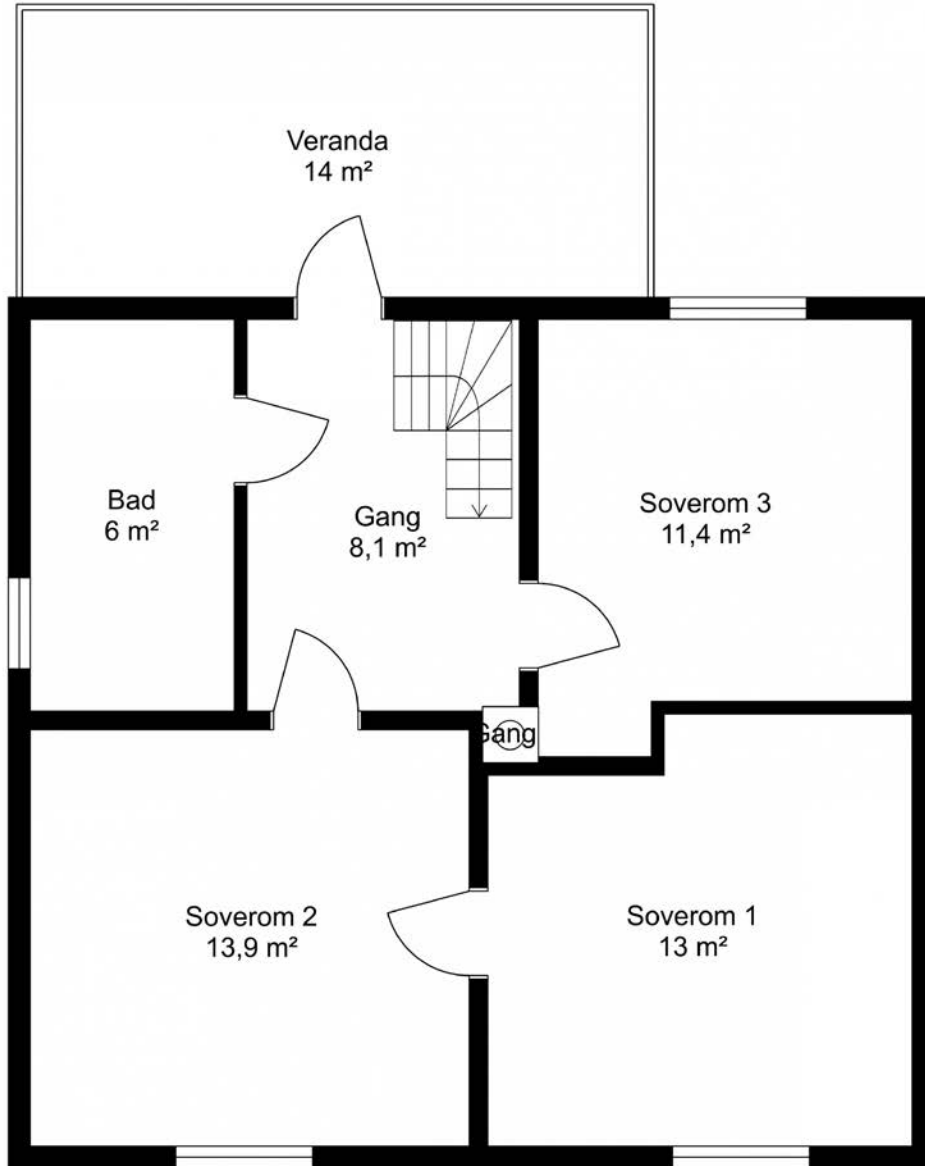 Veranda
14 m²
Bad
6 m²
Gang
8,1 m²
Soverom 3
11,4 m²
Gang
Soverom 2
13,9 m²
Soverom 1
13 m²